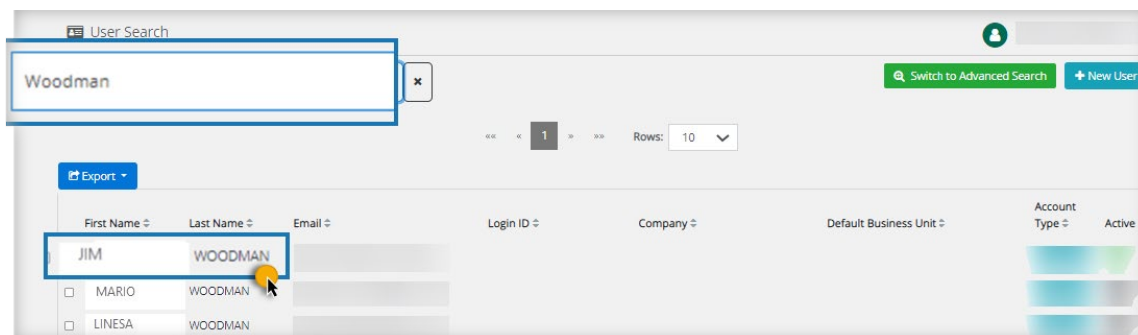 User Search
Woodman
×
Switch to Advanced Search
+ New User
«« « 1 » »» Rows: 10
Export
First Name Last Name Email Login ID Company Default Business Unit Account Type Active
JIM WOODMAN
MARIO WOODMAN
LINESA WOODMAN